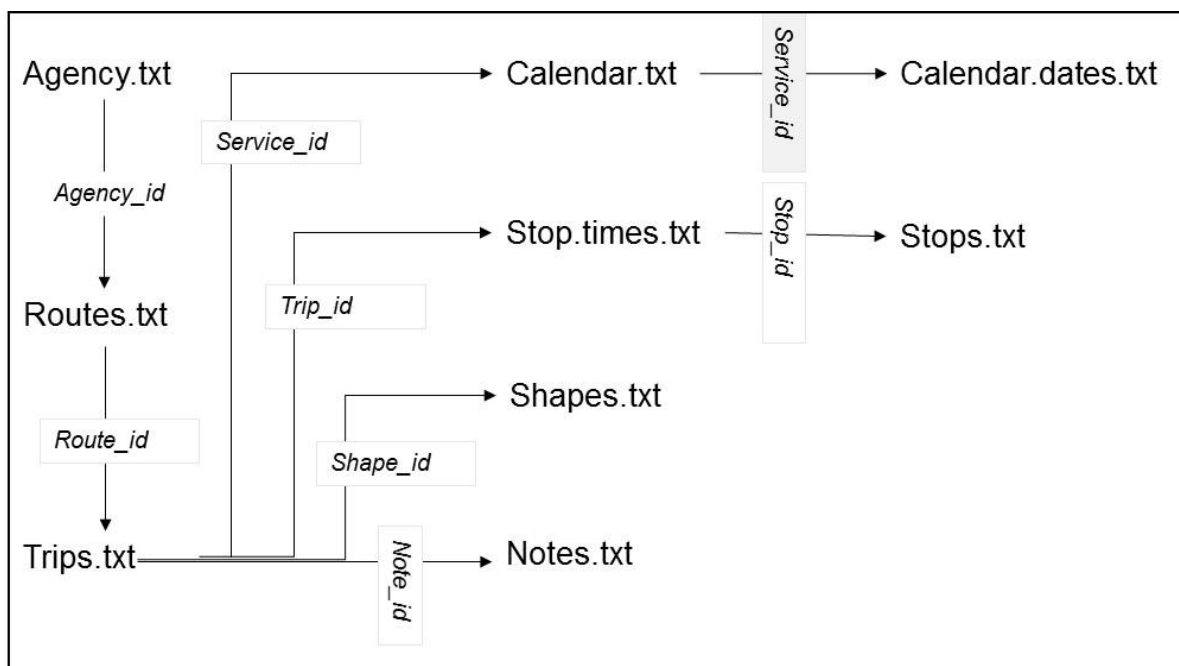 Agency.txt
Calendar.txt
Service_id
Calendar.dates.txt
Service_id
Agency_id
Stop.times.txt
Stop_id
Stops.txt
Routes.txt
Trip_id
Shapes.txt
Route_id
Shape_id
Trips.txt
Note_id
Notes.txt